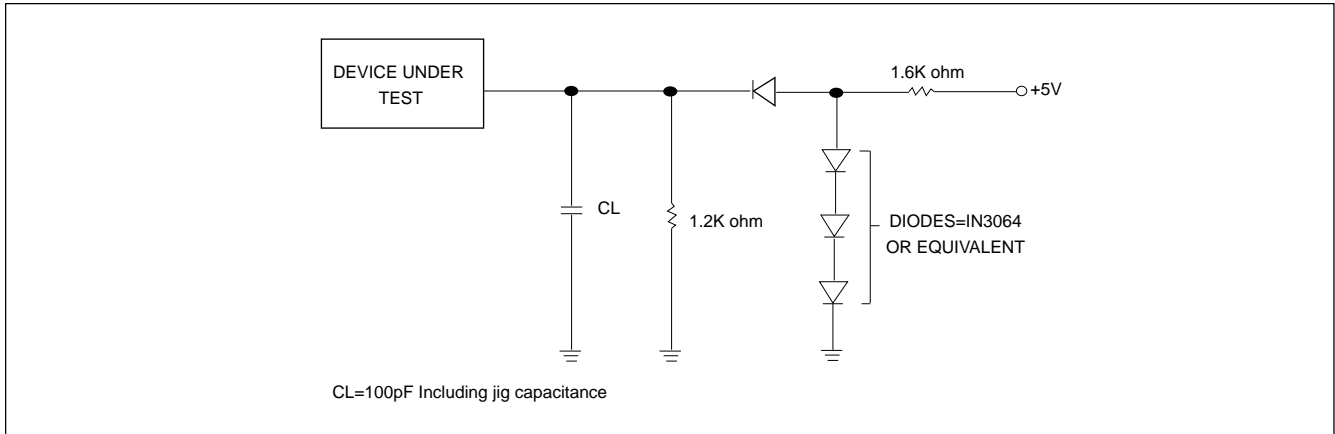 DEVICE UNDER
TEST
1.6K ohm
+5V
CL
1.2K ohm
DIODES=IN3064
OR EQUIVALENT
CL=100pF Including jig capacitance